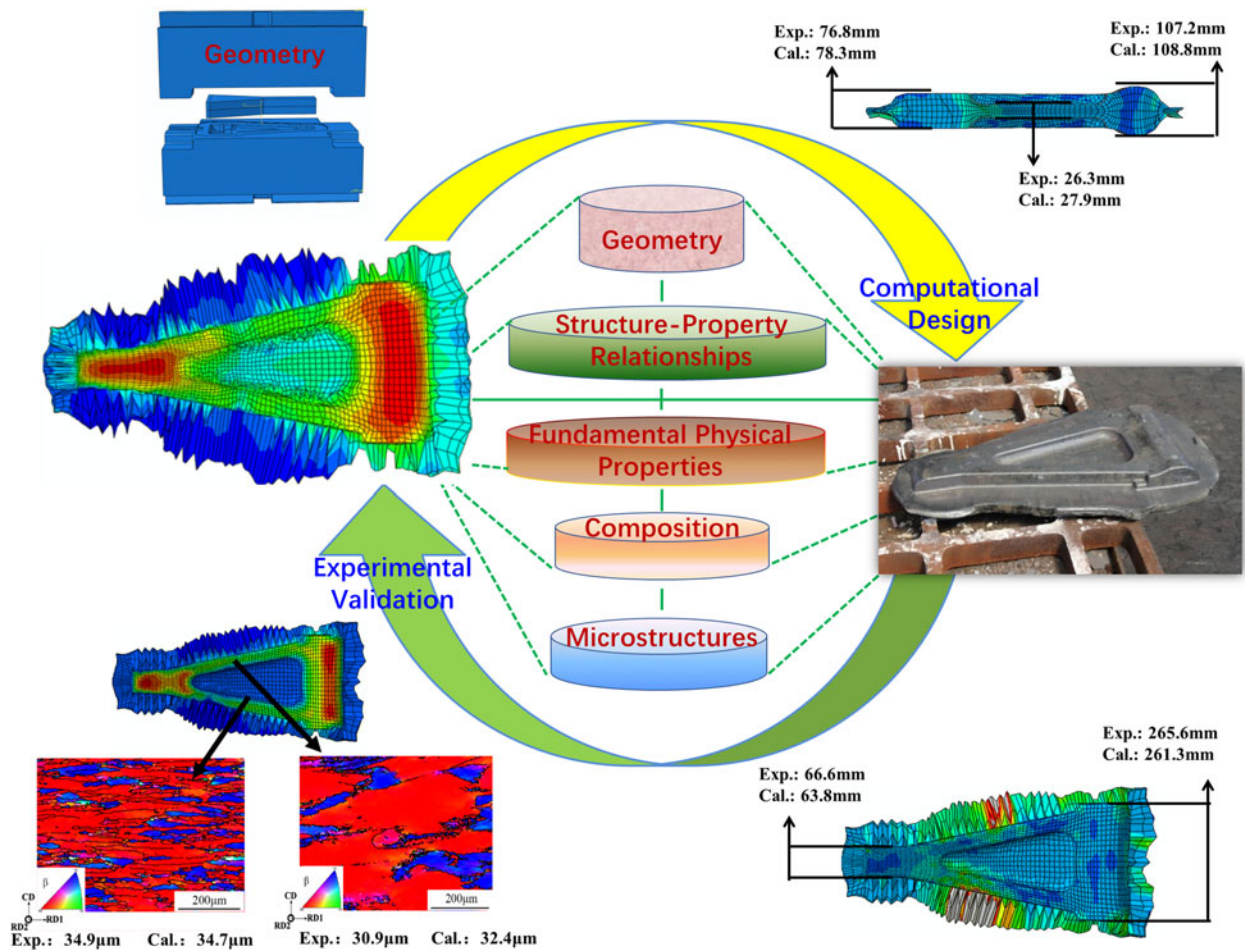 Geometry
Exp.: 76.8mm
Cal.: 78.3mm
Exp.: 107.2mm
Cal.: 108.8mm
Exp.: 26.3mm
Cal.: 27.9mm
Geometry
Structure-Property
Relationships
Fundamental Physical
Properties
Composition
Microstructures
Computational
Design
Experimental
Validation
β
200μm
CD
RD2
RD1
Exp.: 34.9μm Cal.: 34.7μm
β
200μm
CD
RD2
RD1
Exp.: 30.9μm Cal.: 32.4μm
Exp.: 66.6mm
Cal.: 63.8mm
Exp.: 265.6mm
Cal.: 261.3mm